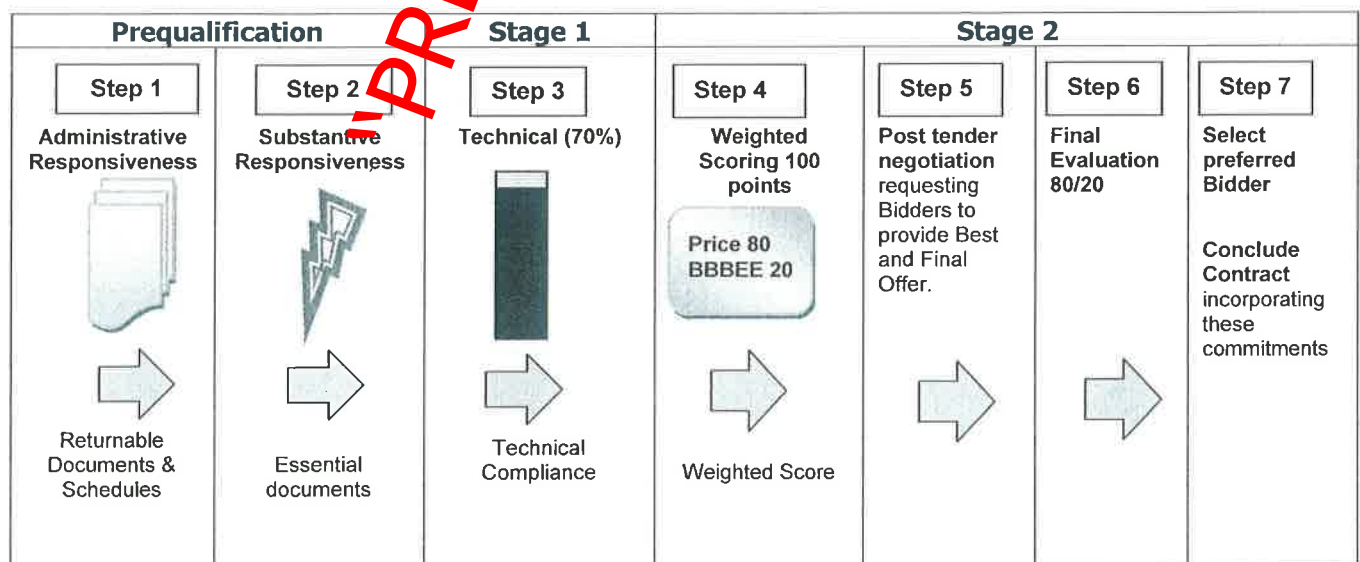 Prequalification
Stage 1
Stage 2
Step 1
Administrative
Responsiveness
Returnable
Documents &
Schedules
Step 2
Substantive
Responsiveness
Essential
documents
Step 3
Technical (70%)
Technical
Compliance
Step 4
Weighted
Scoring 100
points
Price 80
BBBEE 20
Weighted Score
Step 5
Post tender
negotiation
requesting
Bidders to
provide Best
and Final
Offer.
Step 6
Final
Evaluation
80/20
Step 7
Select
preferred
Bidder
Conclude
Contract
incorporating
these
commitments